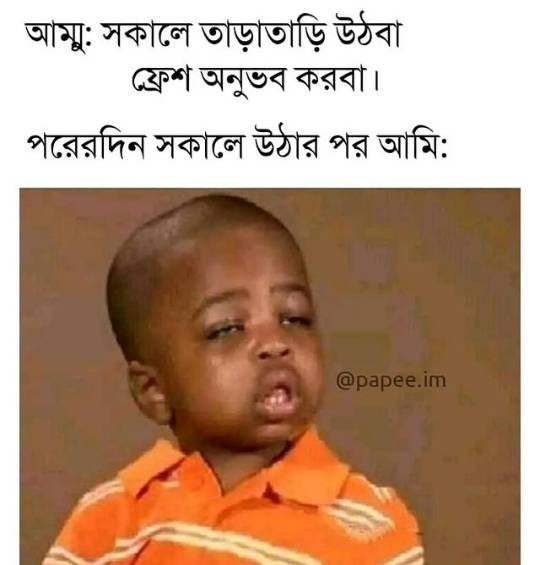 আম্মু: সকালে তাড়াতাড়ি উঠবা
ফ্রেশ অনুভব করবা।
পরেরদিন সকালে উঠার পর আমি:
@papee.im